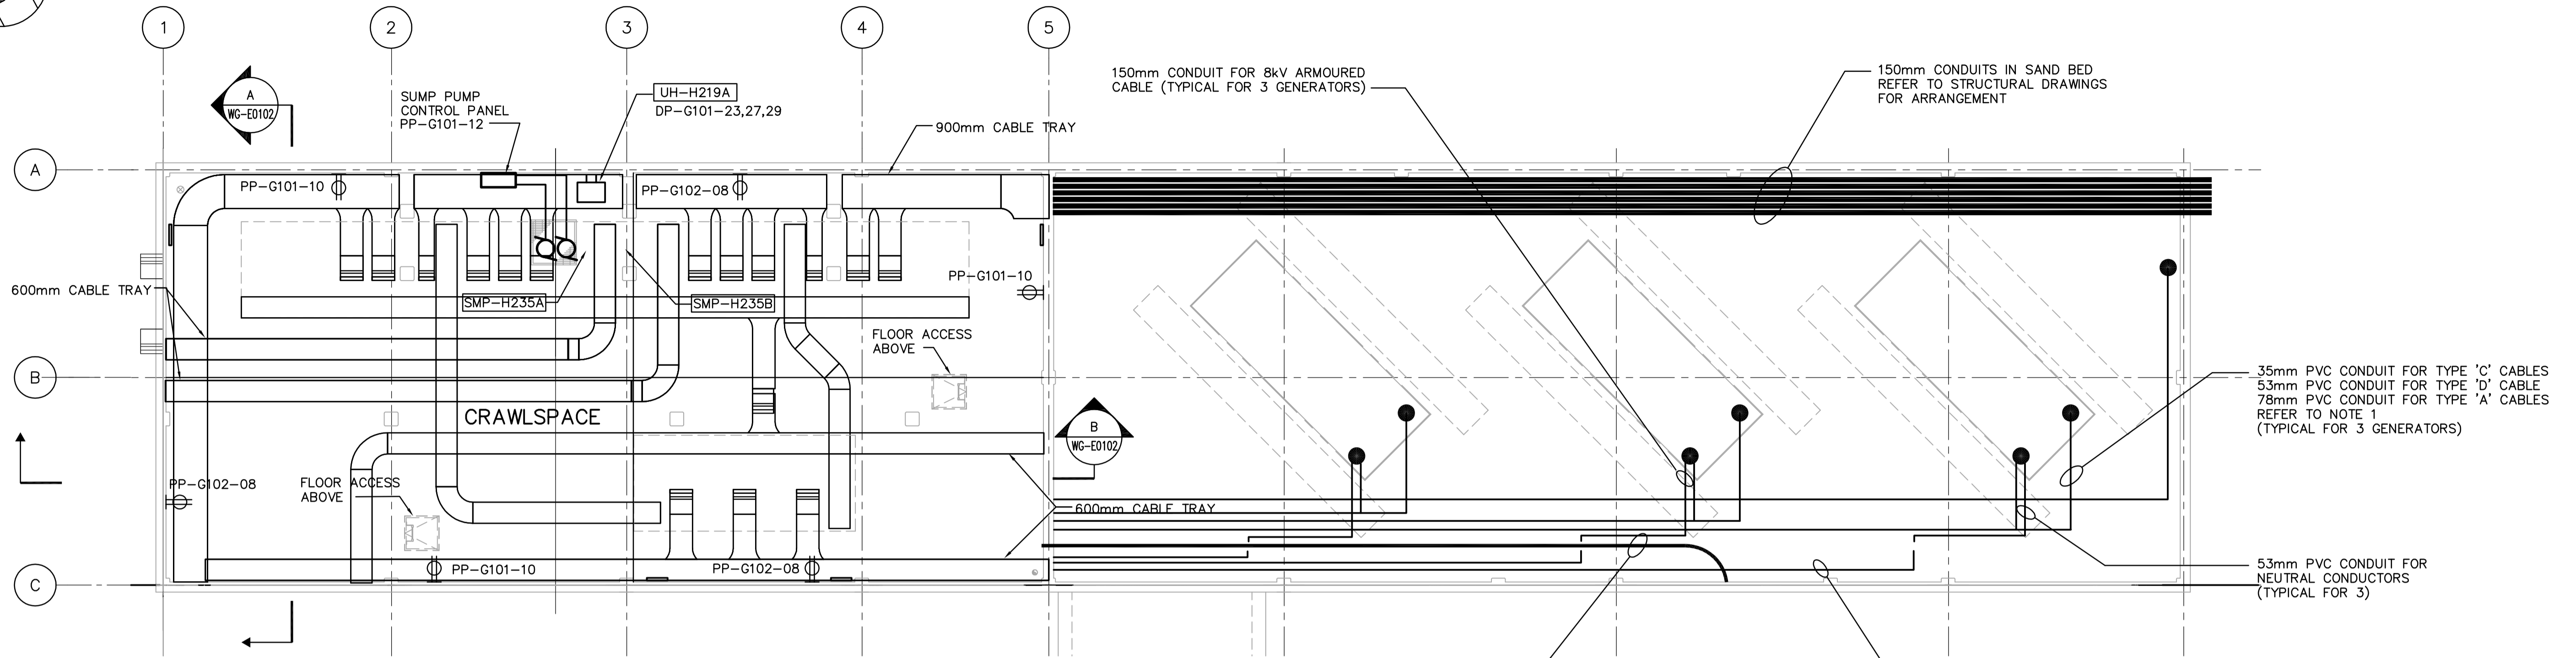 1
2
3
4
5
A
WG-E0102
SUMP PUMP
CONTROL PANEL
PP-G101-12
UH-H219A
DP-G101-23,27,29
900mm CABLE TRAY
150mm CONDUIT FOR 8kV ARMOURED
CABLE (TYPICAL FOR 3 GENERATORS)
150mm CONDUITS IN SAND BED
REFER TO STRUCTURAL DRAWINGS
FOR ARRANGEMENT
A
PP-G101-10
PP-G102-08
PP-G101-10
600mm CABLE TRAY
SMP-H235A
SMP-H235B
FLOOR ACCESS
ABOVE
B
35mm PVC CONDUIT FOR TYPE 'C' CABLES
53mm PVC CONDUIT FOR TYPE 'D' CABLE
78mm PVC CONDUIT FOR TYPE 'A' CABLES
REFER TO NOTE 1
(TYPICAL FOR 3 GENERATORS)
CRAWLSPACE
B
WG-E0102
PP-G102-08
FLOOR ACCESS
ABOVE
600mm CABLE TRAY
C
PP-G101-10
PP-G102-08
53mm PVC CONDUIT FOR
NEUTRAL CONDUCTORS
(TYPICAL FOR 3)